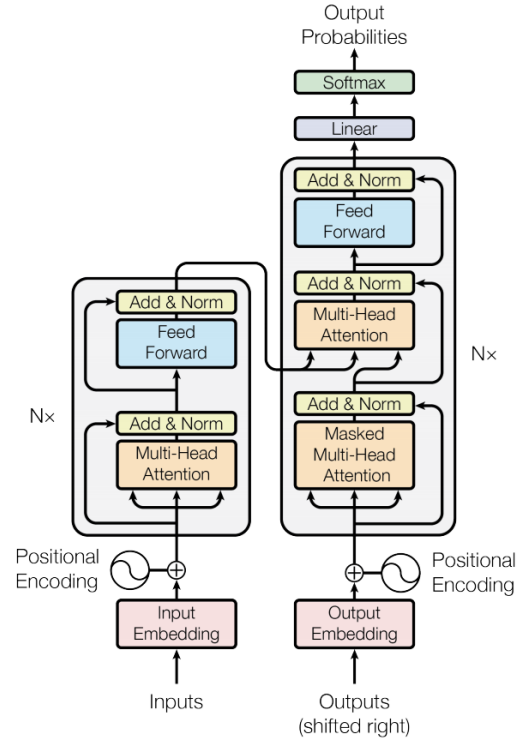 Output
Probabilities
Softmax
Linear
Add & Norm
Feed
Forward
Add & Norm
Multi-Head
Attention
Add & Norm
Masked
Multi-Head
Attention
Nx
Add & Norm
Feed
Forward
Add & Norm
Multi-Head
Attention
N×
Positional
Encoding
Positional
Encoding
Input
Embedding
Output
Embedding
Inputs
Outputs
(shifted right)